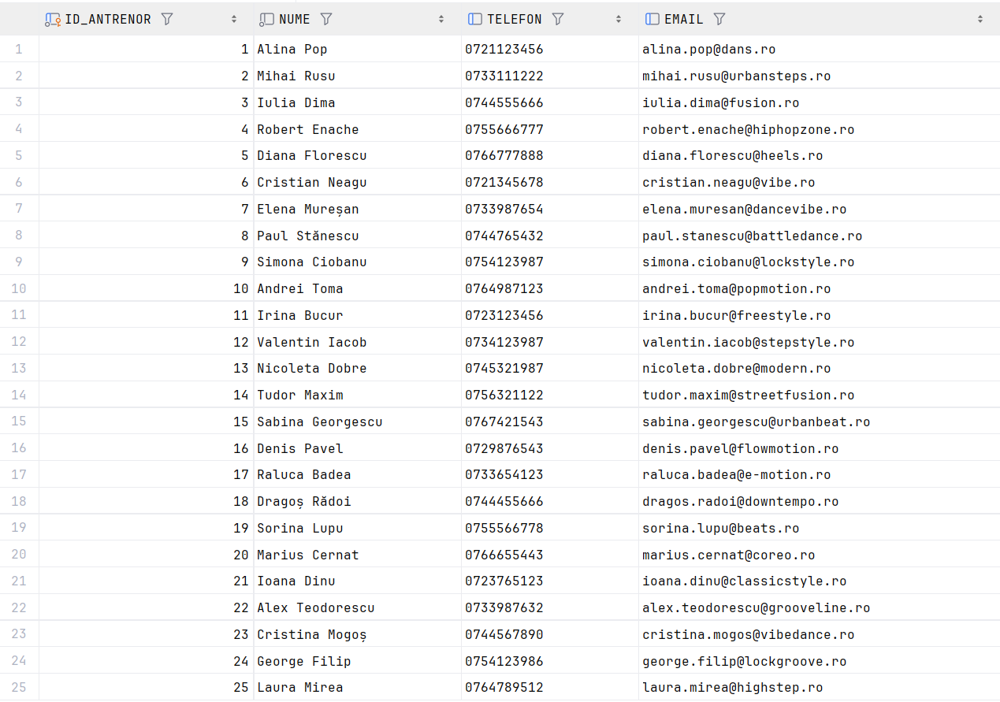 ID_ANTRENOR NUME TELEFON EMAIL
1 1 Alina Pop 0721123456 alina.pop@dans.ro
2 2 Mihai Rusu 0733111222 mihai.rusu@urbansteps.ro
3 3 Iulia Dima 0744555666 iulia.dima@fusion.ro
4 4 Robert Enache 0755666777 robert.enache@hiphopzone.ro
5 5 Diana Florescu 0766777888 diana.florescu@heels.ro
6 6 Cristian Neagu 0721345678 cristian.neagu@vibe.ro
7 7 Elena Mureșan 0733987654 elena.muresan@dancevibe.ro
8 8 Paul Stănescu 0744765432 paul.stanescu@battledance.ro
9 9 Simona Ciobanu 0754123987 simona.ciobanu@lockstyle.ro
10 10 Andrei Toma 0764987123 andrei.toma@popmotion.ro
11 11 Irina Bucur 0723123456 irina.bucur@freestyle.ro
12 12 Valentin Iacob 0734123987 valentin.iacob@stepstyle.ro
13 13 Nicoleta Dobre 0745321987 nicoleta.dobre@modern.ro
14 14 Tudor Maxim 0756321122 tudor.maxim@streetfusion.ro
15 15 Sabina Georgescu 0767421543 sabina.georgescu@urbanbeat.ro
16 16 Denis Pavel 0729876543 denis.pavel@flowmotion.ro
17 17 Raluca Badea 0733654123 raluca.badea@e-motion.ro
18 18 Dragoș Rădoi 0744455666 dragos.radoi@downtempo.ro
19 19 Sorina Lupu 0755566778 sorina.lupu@beats.ro
20 20 Marius Cernat 0766655443 marius.cernat@coreo.ro
21 21 Ioana Dinu 0723765123 ioana.dinu@classicstyle.ro
22 22 Alex Teodorescu 0733987632 alex.teodorescu@grooveline.ro
23 23 Cristina Mogoș 0744567890 cristina.mogos@vibedance.ro
24 24 George Filip 0754123986 george.filip@lockgroove.ro
25 25 Laura Mirea 0764789512 laura.mirea@highstep.ro